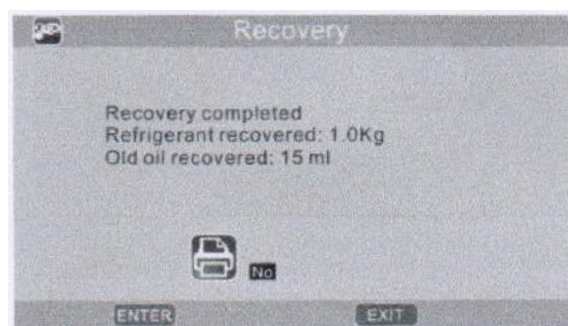 Recovery
Recovery completed
Refrigerant recovered: 1.0Kg
Old oil recovered: 15 ml
No
ENTER EXIT